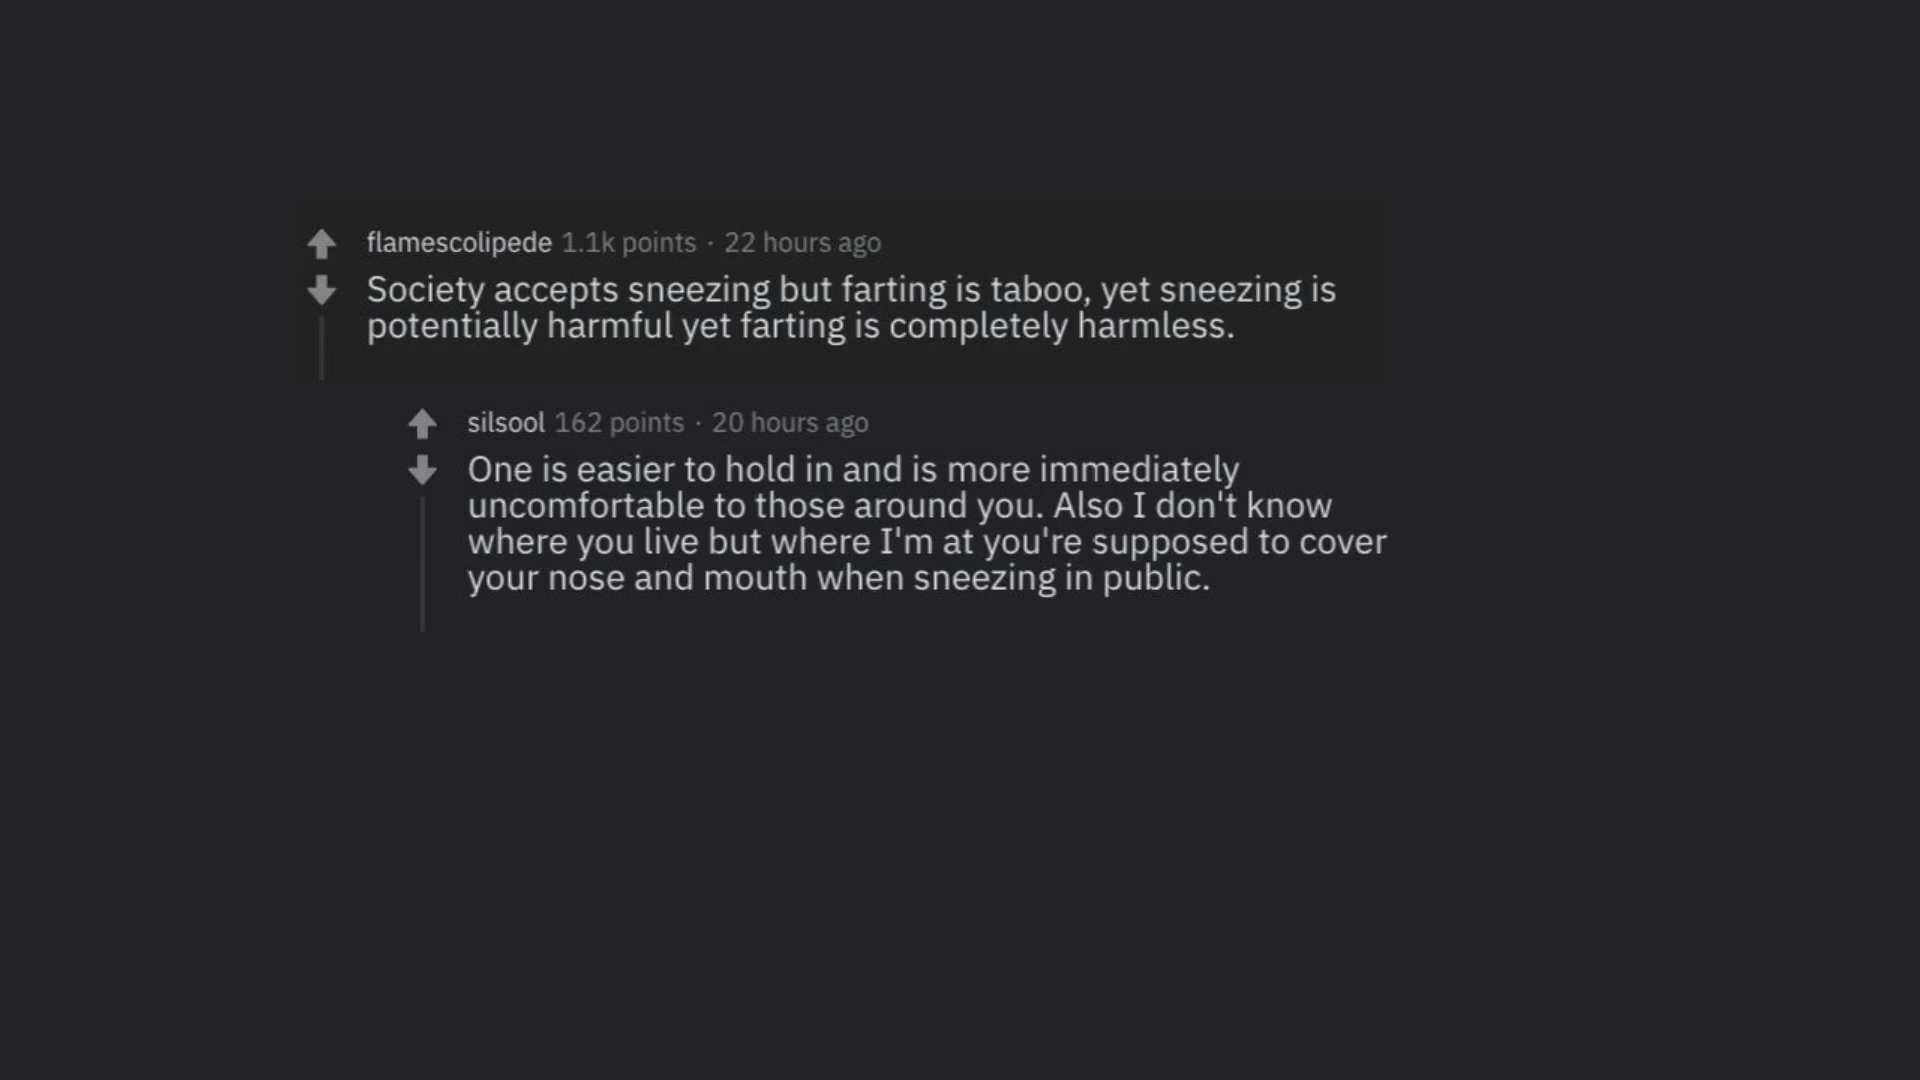 flamescolipede 1.1k points · 22 hours ago
Society accepts sneezing but farting is taboo, yet sneezing is
potentially harmful yet farting is completely harmless.
silsool 162 points · 20 hours ago
One is easier to hold in and is more immediately
uncomfortable to those around you. Also I don't know
where you live but where I'm at you're supposed to cover
your nose and mouth when sneezing in public.